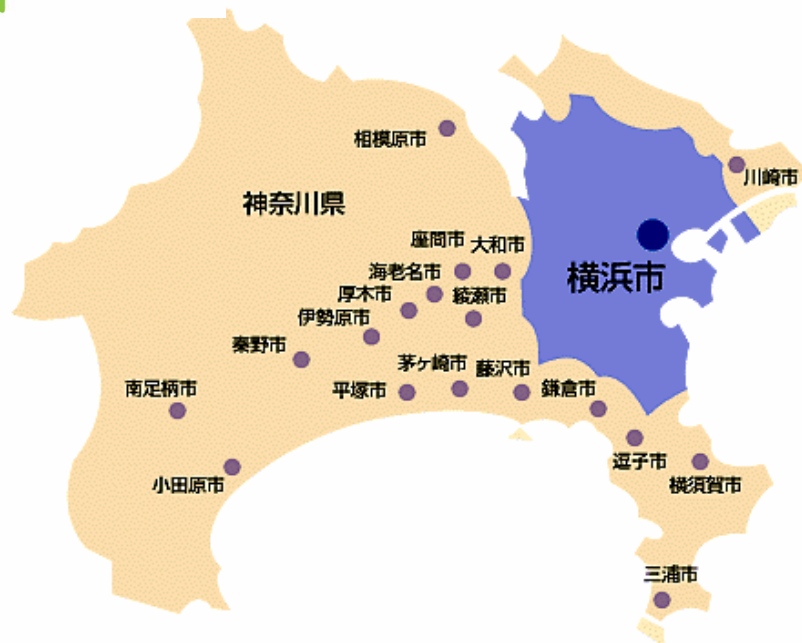 相模原市
川崎市
神奈川県
座間市
大和市
横浜市
海老名市
厚木市
綾瀬市
伊勢原市
秦野市
茅ヶ崎市
藤沢市
南足柄市
平塚市
鎌倉市
逗子市
小田原市
横須賀市
三浦市